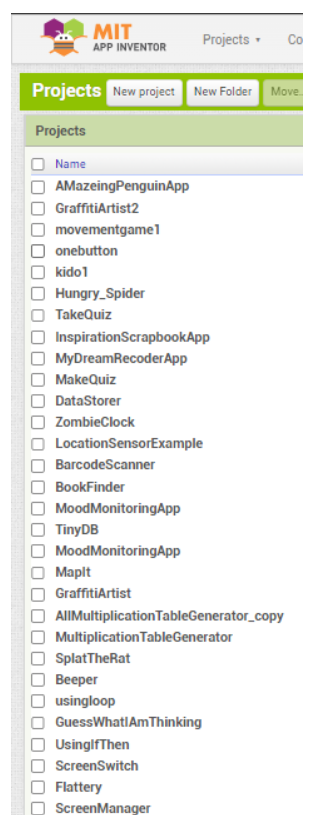 MIT
APP INVENTOR
Projects ▾
Co
Projects
New project
New Folder
Move..
Projects
Name
AMazeingPenguinApp
GraffitiArtist2
movementgame1
onebutton
kido1
Hungry_Spider
TakeQuiz
InspirationScrapbookApp
MyDreamRecoderApp
MakeQuiz
DataStorer
ZombieClock
LocationSensorExample
BarcodeScanner
BookFinder
MoodMonitoringApp
TinyDB
MoodMonitoringApp
MapIt
GraffitiArtist
AllMultiplicationTableGenerator_copy
MultiplicationTableGenerator
SplatTheRat
Beeper
usingloop
GuessWhatIAmThinking
UsingIfThen
ScreenSwitch
Flattery
ScreenManager